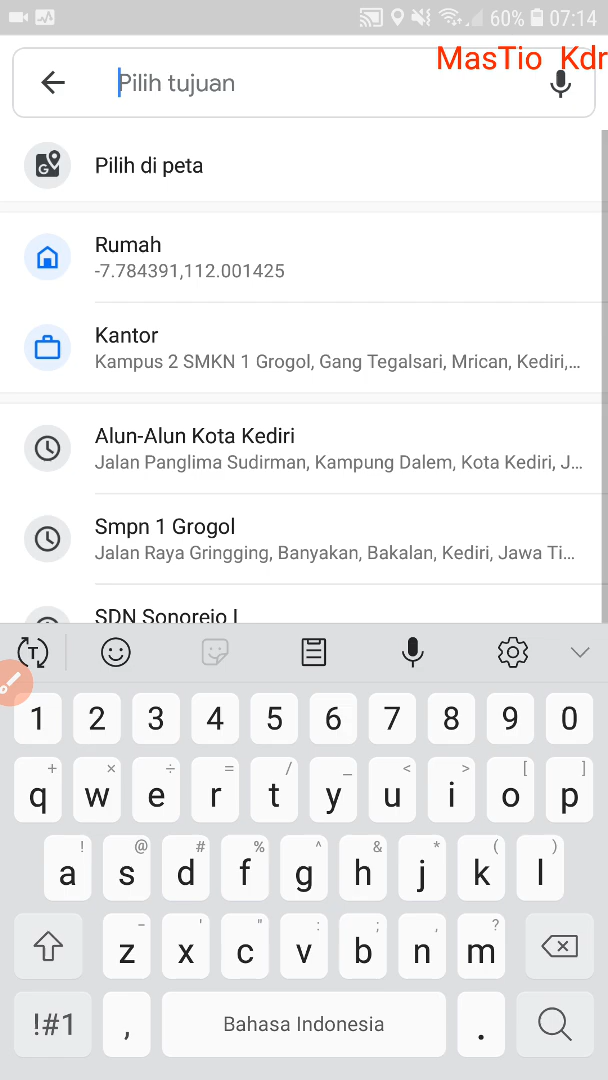 60% 07:14
MasTio Kdr
Pilih tujuan
Pilih di peta
Rumah
-7.784391,112.001425
Kantor
Kampus 2 SMKN 1 Grogol, Gang Tegalsari, Mrican, Kediri,...
Alun-Alun Kota Kediri
Jalan Panglima Sudirman, Kampung Dalem, Kota Kediri, J...
Smpn 1 Grogol
Jalan Raya Gringging, Banyakan, Bakalan, Kediri, Jawa Ti...
SDN Sonorejo I
T
1 2 3 4 5 6 7 8 9 0
+ × ÷ = / _ < > [ ]
q w e r t y u i o p
! @ # % ^ & * ( )
a s d f g h j k l
- ' " : ; , ?
z x c v b n m
!#1 , Bahasa Indonesia .